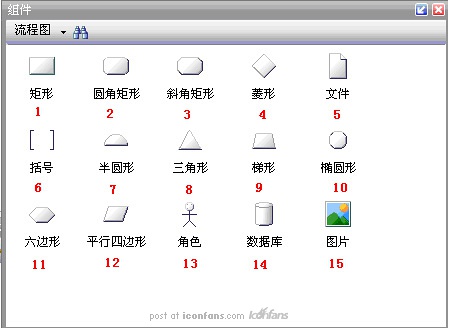 组件
流程图
矩形 圆角矩形 斜角矩形 菱形 文件
1 2 3 4 5
括号 半圆形 三角形 梯形 椭圆形
6 7 8 9 10
六边形 平行四边形 角色 数据库 图片
11 12 13 14 15
post at iconfans.com iconfans